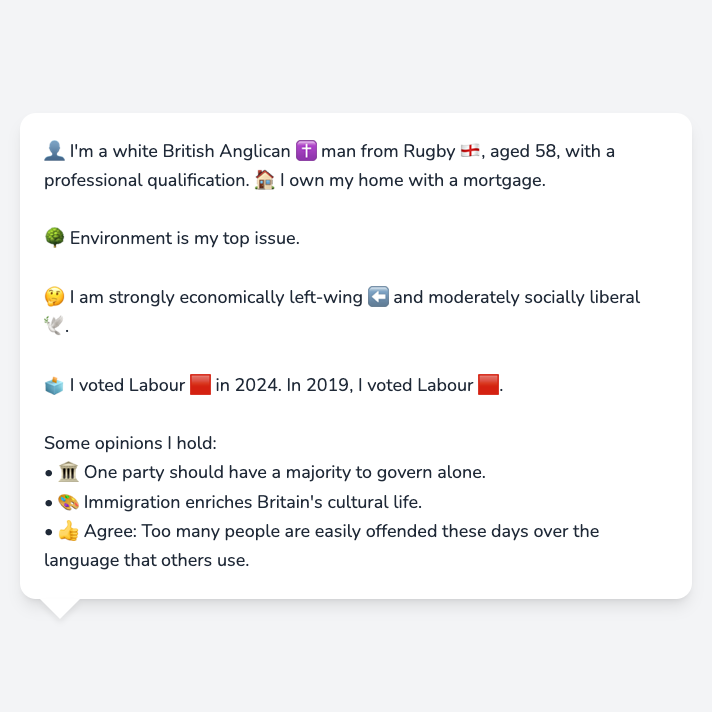 👤 I'm a white British Anglican ✝️ man from Rugby 🏴󠁧󠁢󠁥󠁮󠁧󠁿, aged 58, with a
professional qualification. 🏠 I own my home with a mortgage.
🌳 Environment is my top issue.
🤔 I am strongly economically left-wing ⬅️ and moderately socially liberal
🕊️.
🗳️ I voted Labour 🟥 in 2024. In 2019, I voted Labour 🟥.
Some opinions I hold:
• 🏛️ One party should have a majority to govern alone.
• 🎨 Immigration enriches Britain's cultural life.
• 👍 Agree: Too many people are easily offended these days over the
language that others use.